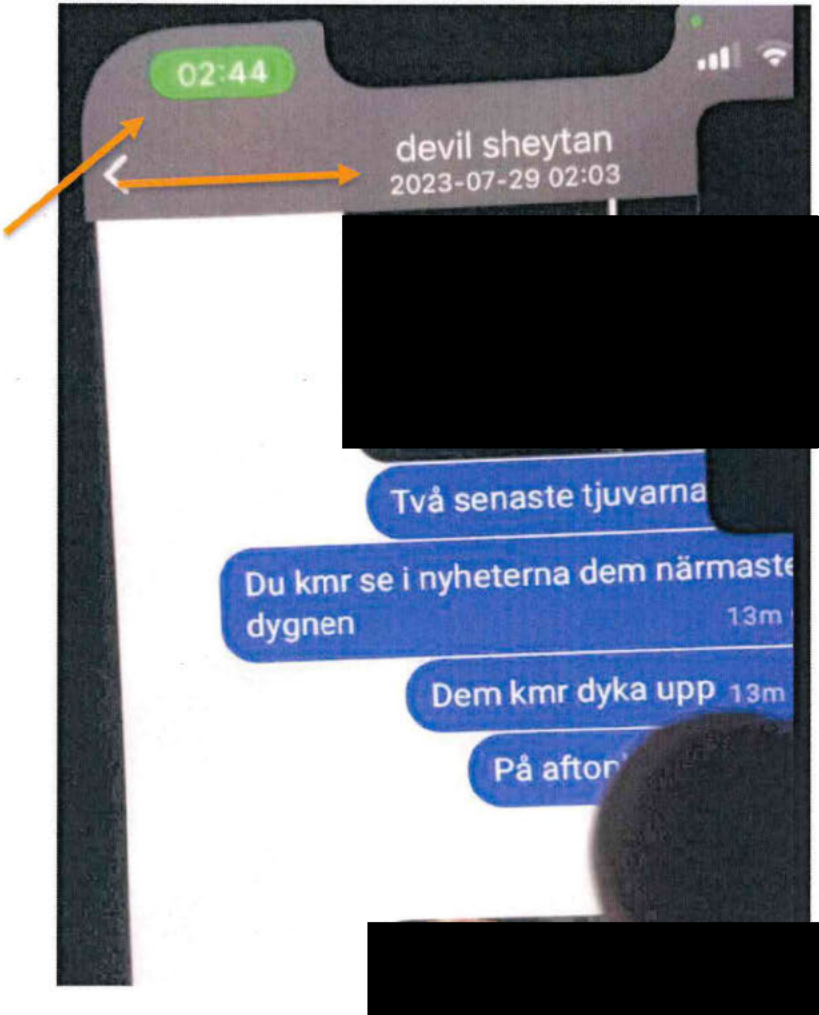 02:44
devil sheytan
2023-07-29 02:03
Två senaste tjuvarna
Du kmr se i nyheterna dem närmaste
dygnen
13m
Dem kmr dyka upp 13m
På